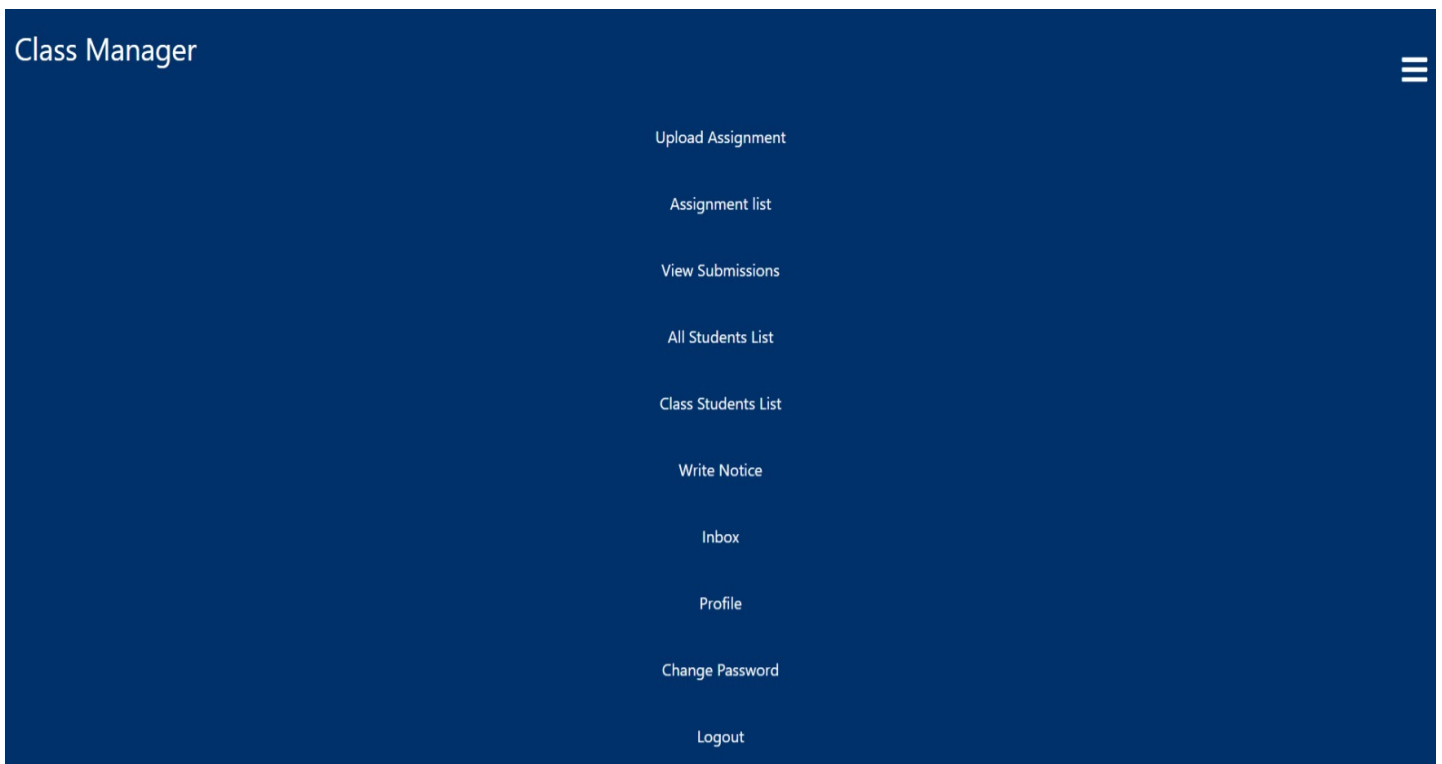 Class Manager
Upload Assignment
Assignment list
View Submissions
All Students List
Class Students List
Write Notice
Inbox
Profile
Change Password
Logout